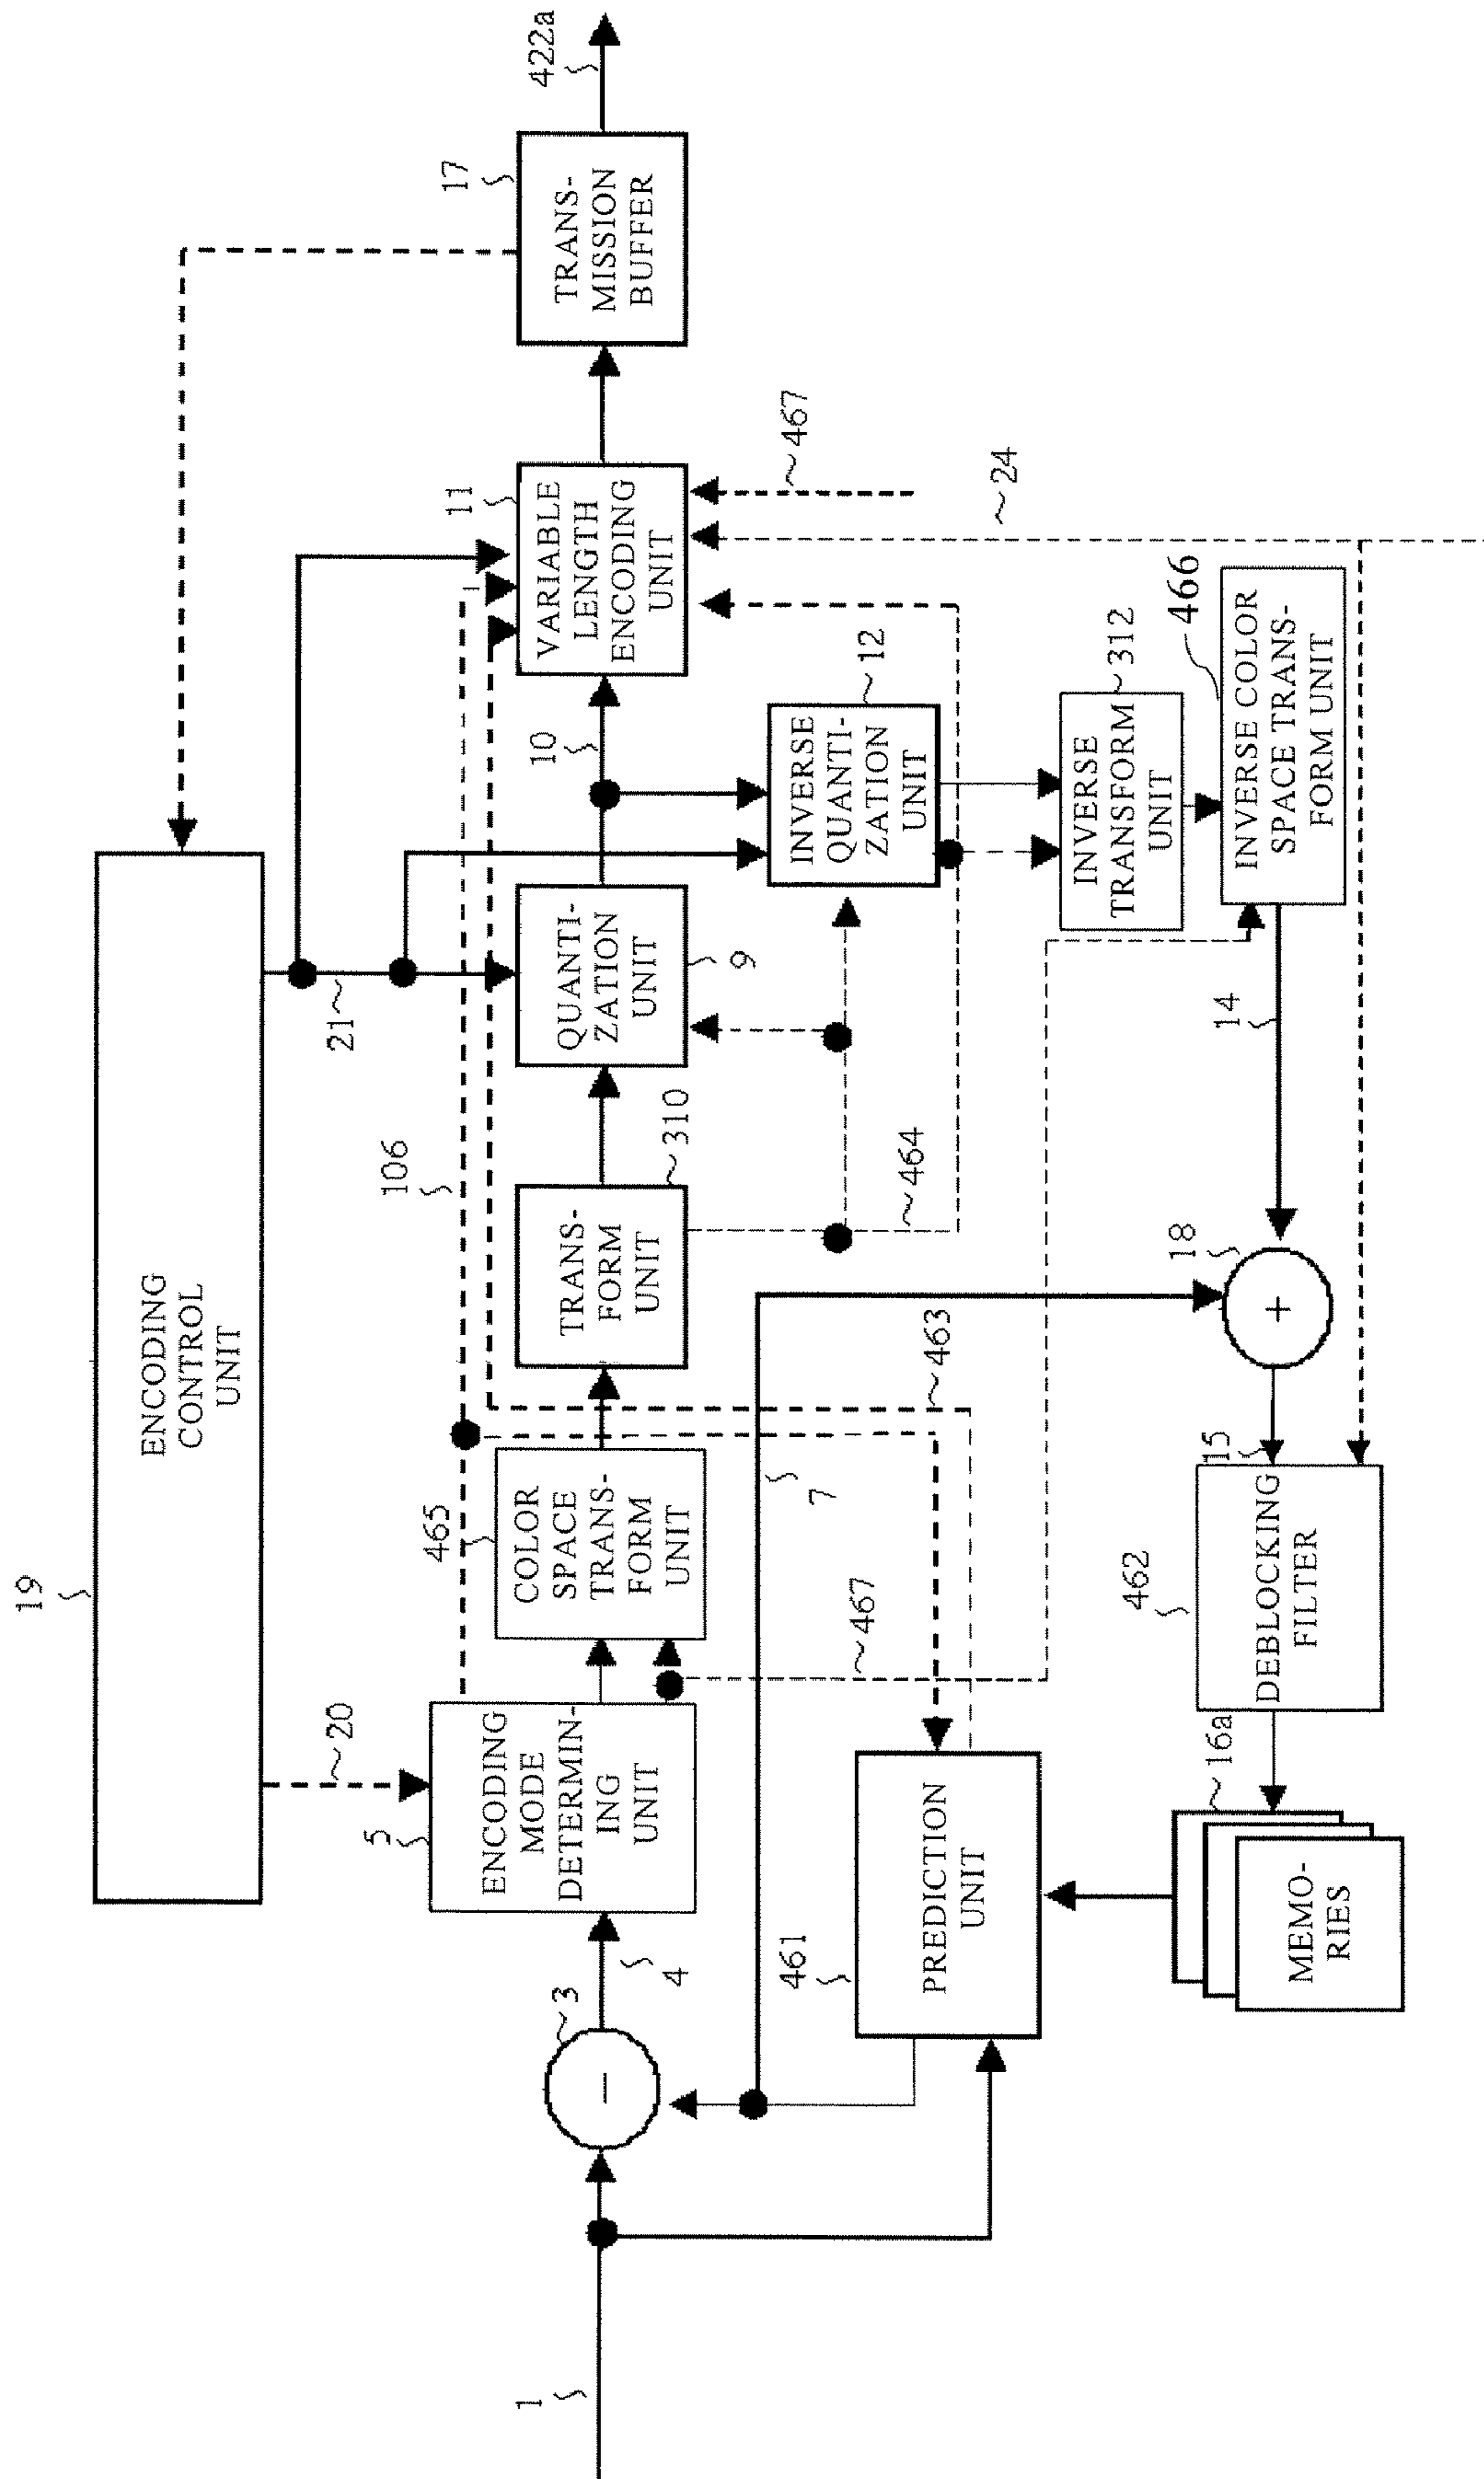 19
ENCODING
CONTROL
UNIT
20
21
106
1
3
4
5
ENCODING
MODE
DETERMIN-
ING
UNIT
465
COLOR
SPACE
TRANS-
FORM
UNIT
TRANS-
FORM
UNIT
310
QUANTI-
ZATION
UNIT
9
10
11
VARIABLE
LENGTH
ENCODING
UNIT
17
TRANS-
MISSION
BUFFER
422a
467
24
464
INVERSE
QUANTI-
ZATION
UNIT
12
INVERSE
TRANSFORM
UNIT
312
466
INVERSE COLOR
SPACE TRANS-
FORM UNIT
14
463
7
467
461
PREDICTION
UNIT
18
+
−
15
462
DEBLOCKING
FILTER
16a
MEMO-
RIES